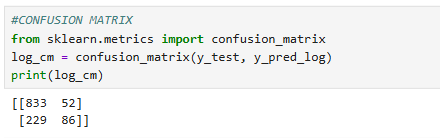 #CONFUSION MATRIX
from sklearn.metrics import confusion_matrix
log_cm = confusion_matrix(y_test, y_pred_log)
print(log_cm)
[[833 52]
[229 86]]